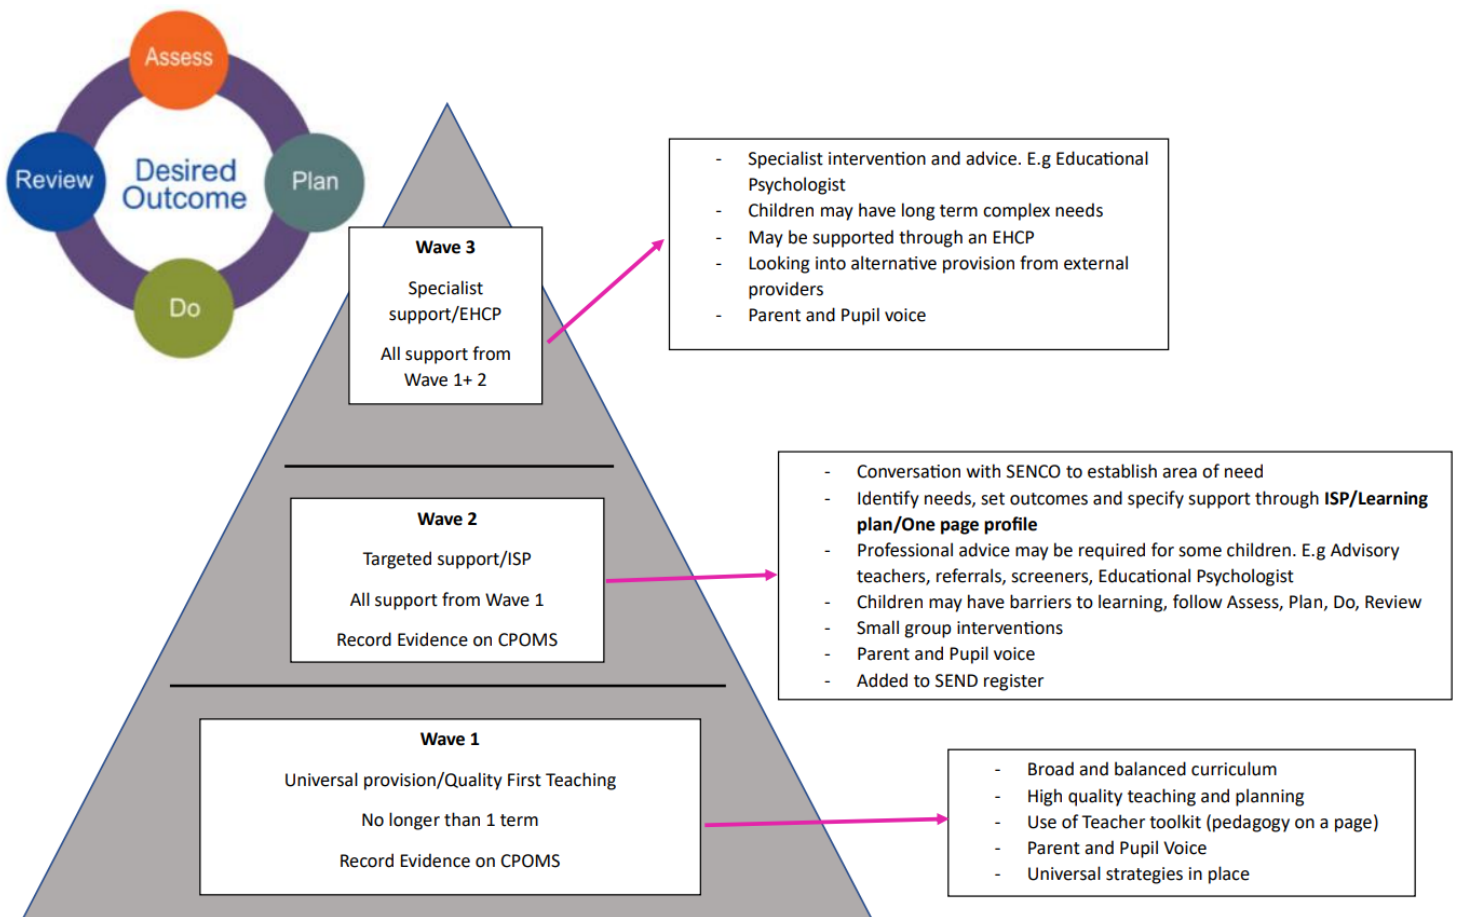 Assess
Review
Desired
Outcome
Plan
Do
Wave 3
Specialist
support/EHCP
All support from
Wave 1+ 2
- Specialist intervention and advice. E.g Educational
Psychologist
- Children may have long term complex needs
- May be supported through an EHCP
- Looking into alternative provision from external
providers
- Parent and Pupil voice
Wave 2
Targeted support/ISP
All support from Wave 1
Record Evidence on CPOMS
- Conversation with SENCO to establish area of need
- Identify needs, set outcomes and specify support through ISP/Learning
plan/One page profile
- Professional advice may be required for some children. E.g Advisory
teachers, referrals, screeners, Educational Psychologist
- Children may have barriers to learning, follow Assess, Plan, Do, Review
- Small group interventions
- Parent and Pupil voice
- Added to SEND register
Wave 1
Universal provision/Quality First Teaching
No longer than 1 term
Record Evidence on CPOMS
- Broad and balanced curriculum
- High quality teaching and planning
- Use of Teacher toolkit (pedagogy on a page)
- Parent and Pupil Voice
- Universal strategies in place